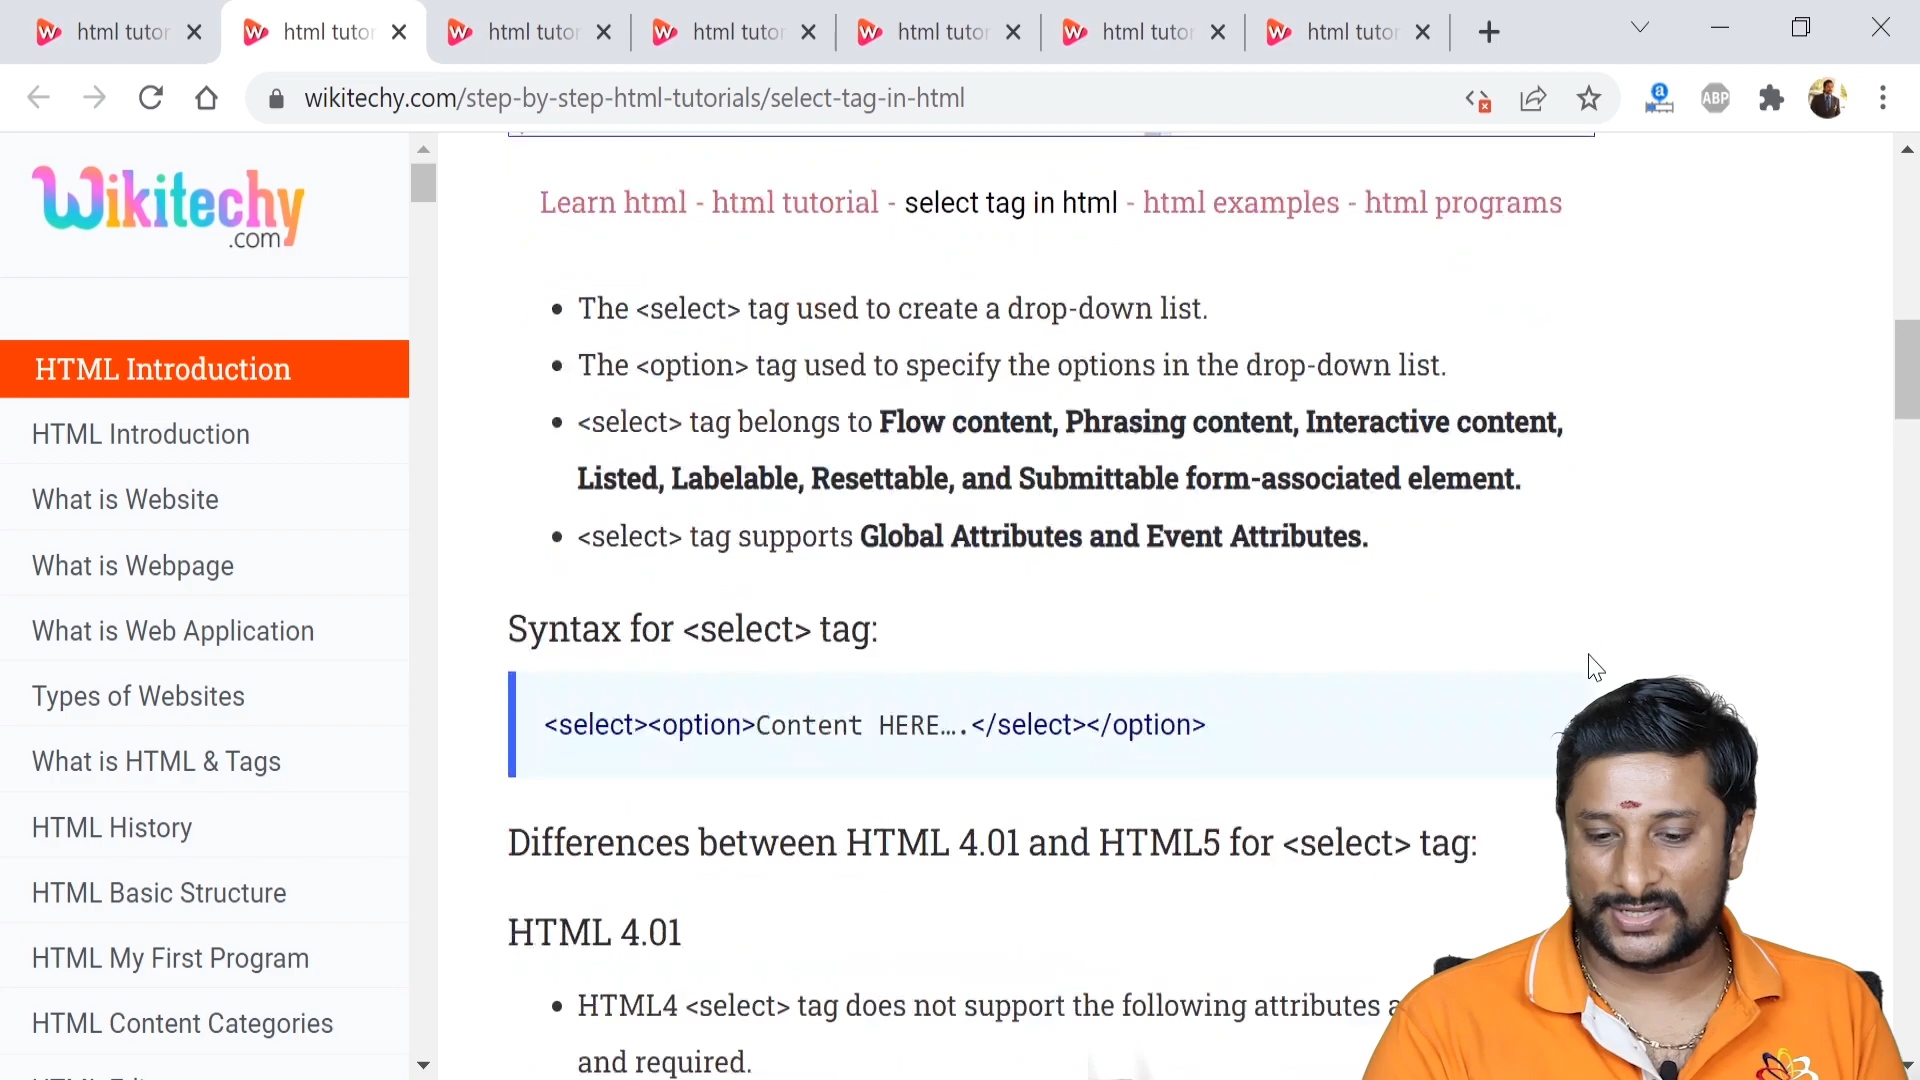 html tutor
html tutor
html tutor
html tutor
html tutor
html tutor
html tutor
wikitechy.com/step-by-step-html-tutorials/select-tag-in-html
a
ABP
Wikitechy
.com
HTML Introduction
HTML Introduction
What is Website
What is Webpage
What is Web Application
Types of Websites
What is HTML & Tags
HTML History
HTML Basic Structure
HTML My First Program
HTML Content Categories
Learn html - html tutorial - select tag in html - html examples - html programs
• The <select> tag used to create a drop-down list.
• The <option> tag used to specify the options in the drop-down list.
• <select> tag belongs to Flow content, Phrasing content, Interactive content,
Listed, Labelable, Resettable, and Submittable form-associated element.
• <select> tag supports Global Attributes and Event Attributes.
Syntax for <select> tag:
<select><option>Content HERE….</select></option>
Differences between HTML 4.01 and HTML5 for <select> tag:
HTML 4.01
• HTML4 <select> tag does not support the following attributes
and required.